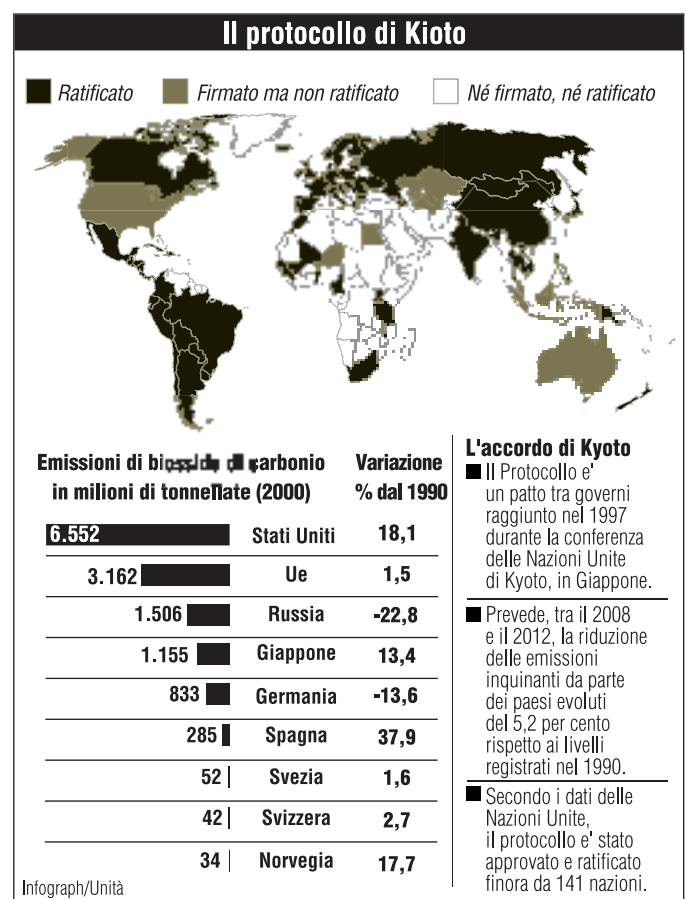 Il protocollo di Kioto
Ratificato
Firmato ma non ratificato
Né firmato, né ratificato
Emissioni di biossido di carbonio
in milioni di tonnellate (2000)
Variazione
% dal 1990
6.552 Stati Uniti 18,1
3.162 Ue 1,5
1.506 Russia -22,8
1.155 Giappone 13,4
833 Germania -13,6
285 Spagna 37,9
52 Svezia 1,6
42 Svizzera 2,7
34 Norvegia 17,7
Infograph/Unità
L'accordo di Kyoto
Il Protocollo e'
un patto tra governi
raggiunto nel 1997
durante la conferenza
delle Nazioni Unite
di Kyoto, in Giappone.
Prevede, tra il 2008
e il 2012, la riduzione
delle emissioni
inquinanti da parte
dei paesi evoluti
del 5,2 per cento
rispetto ai livelli
registrati nel 1990.
Secondo i dati delle
Nazioni Unite,
il protocollo e' stato
approvato e ratificato
finora da 141 nazioni.